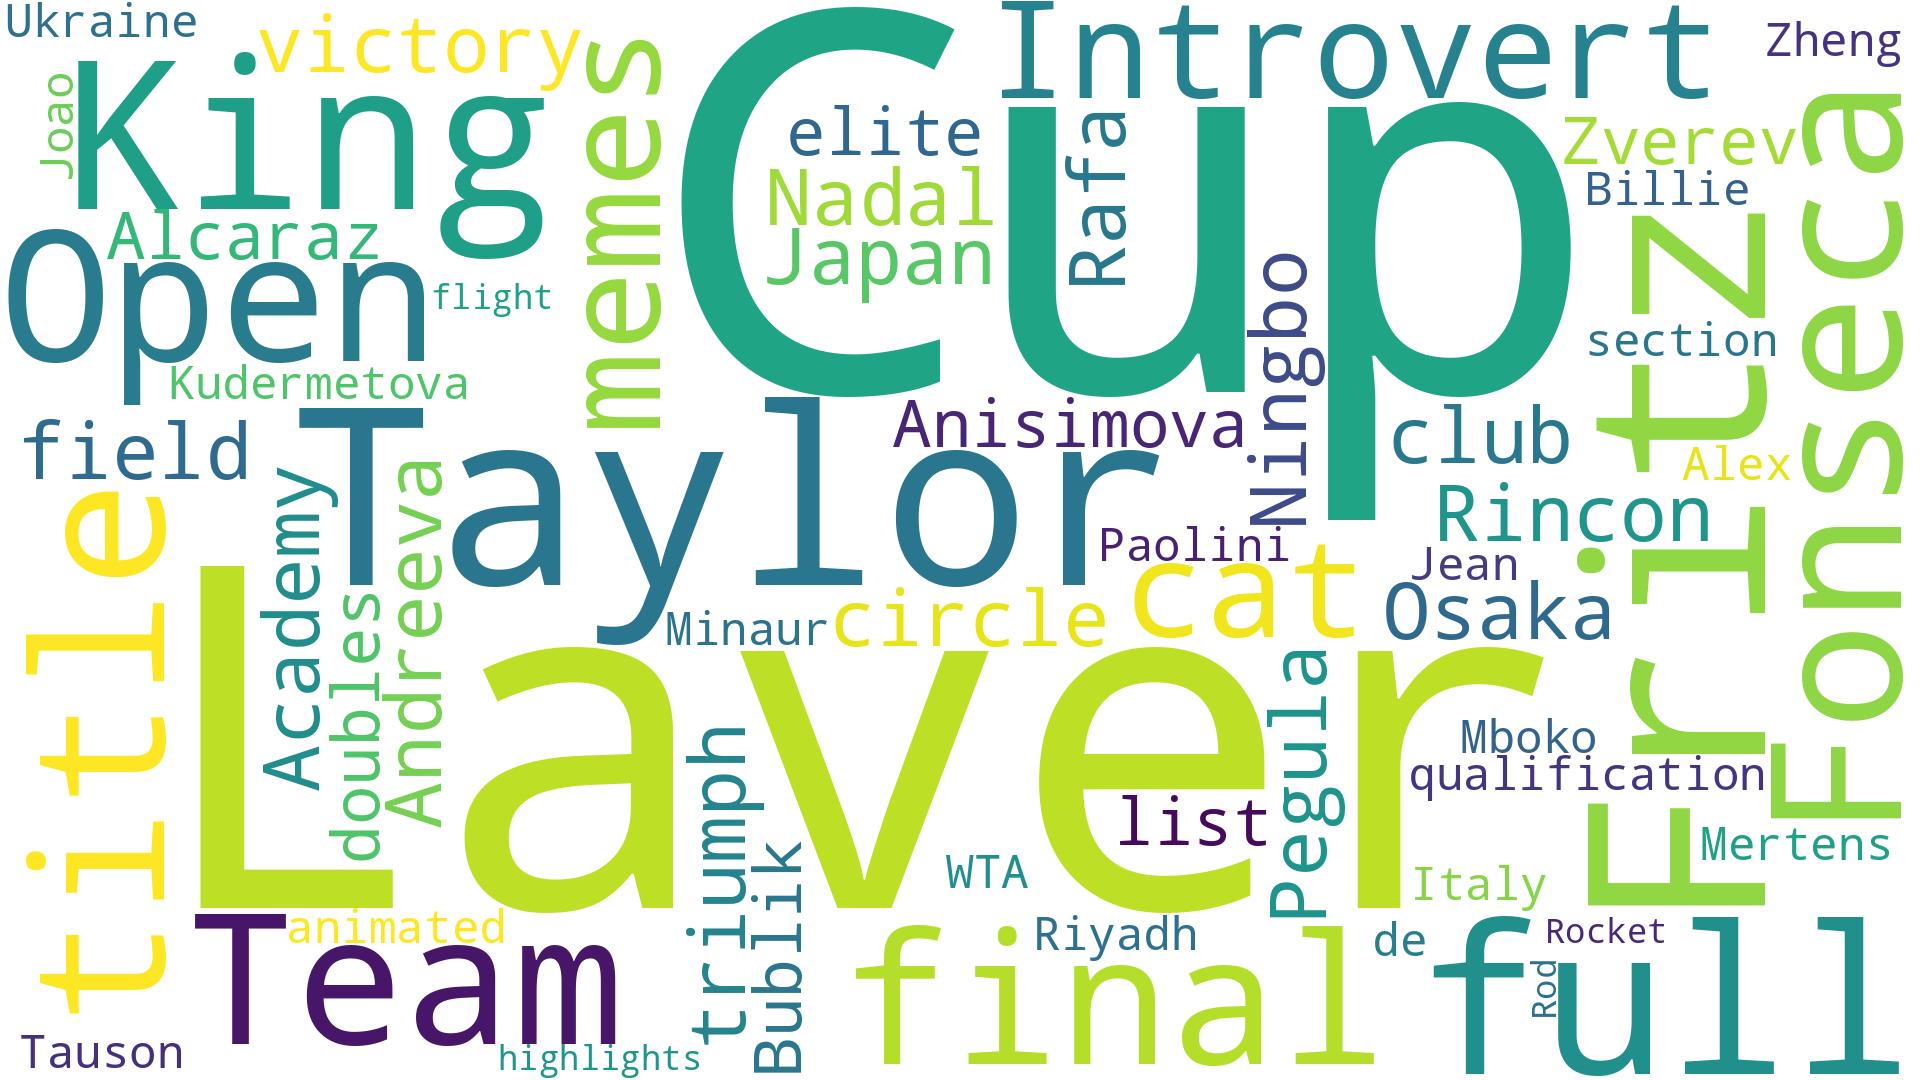 Ukraine
victory
Introvert
Zheng
King
Joao
memes
Cup
elite
Rafa
Zverev
Fonseca
Nadal
Billie
Alcaraz
Japan
Open
flight
Ningbo
Fritz
section
Kudermetova
Taylor
Anisimova
club
field
Academy
Andreeva
Alex
title
Rincon
Paolini
cat
Jean
doubles
Minaur
circle
Osaka
Laver
Pegula
Mboko
triumph
qualification
list
Bublik
Mertens
WTA
Italy
Team
animated
final
Riyadh
de
full
Rocket
Rod
Tauson
highlights